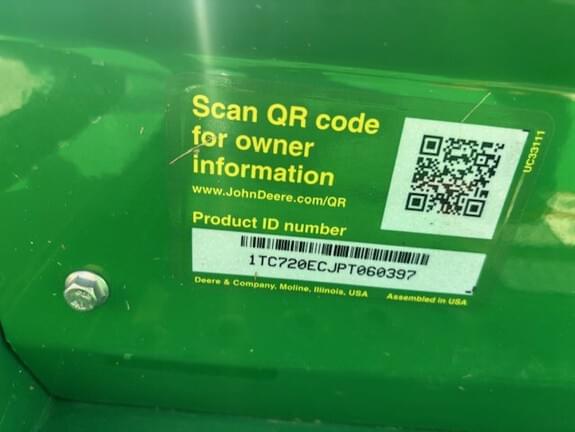 Scan QR code
for owner
information
www.JohnDeere.com/QR
Product ID number
1TC720ECJPT060397
Deere & Company, Moline, Illinois, USA
Assembled in USA
UC33111